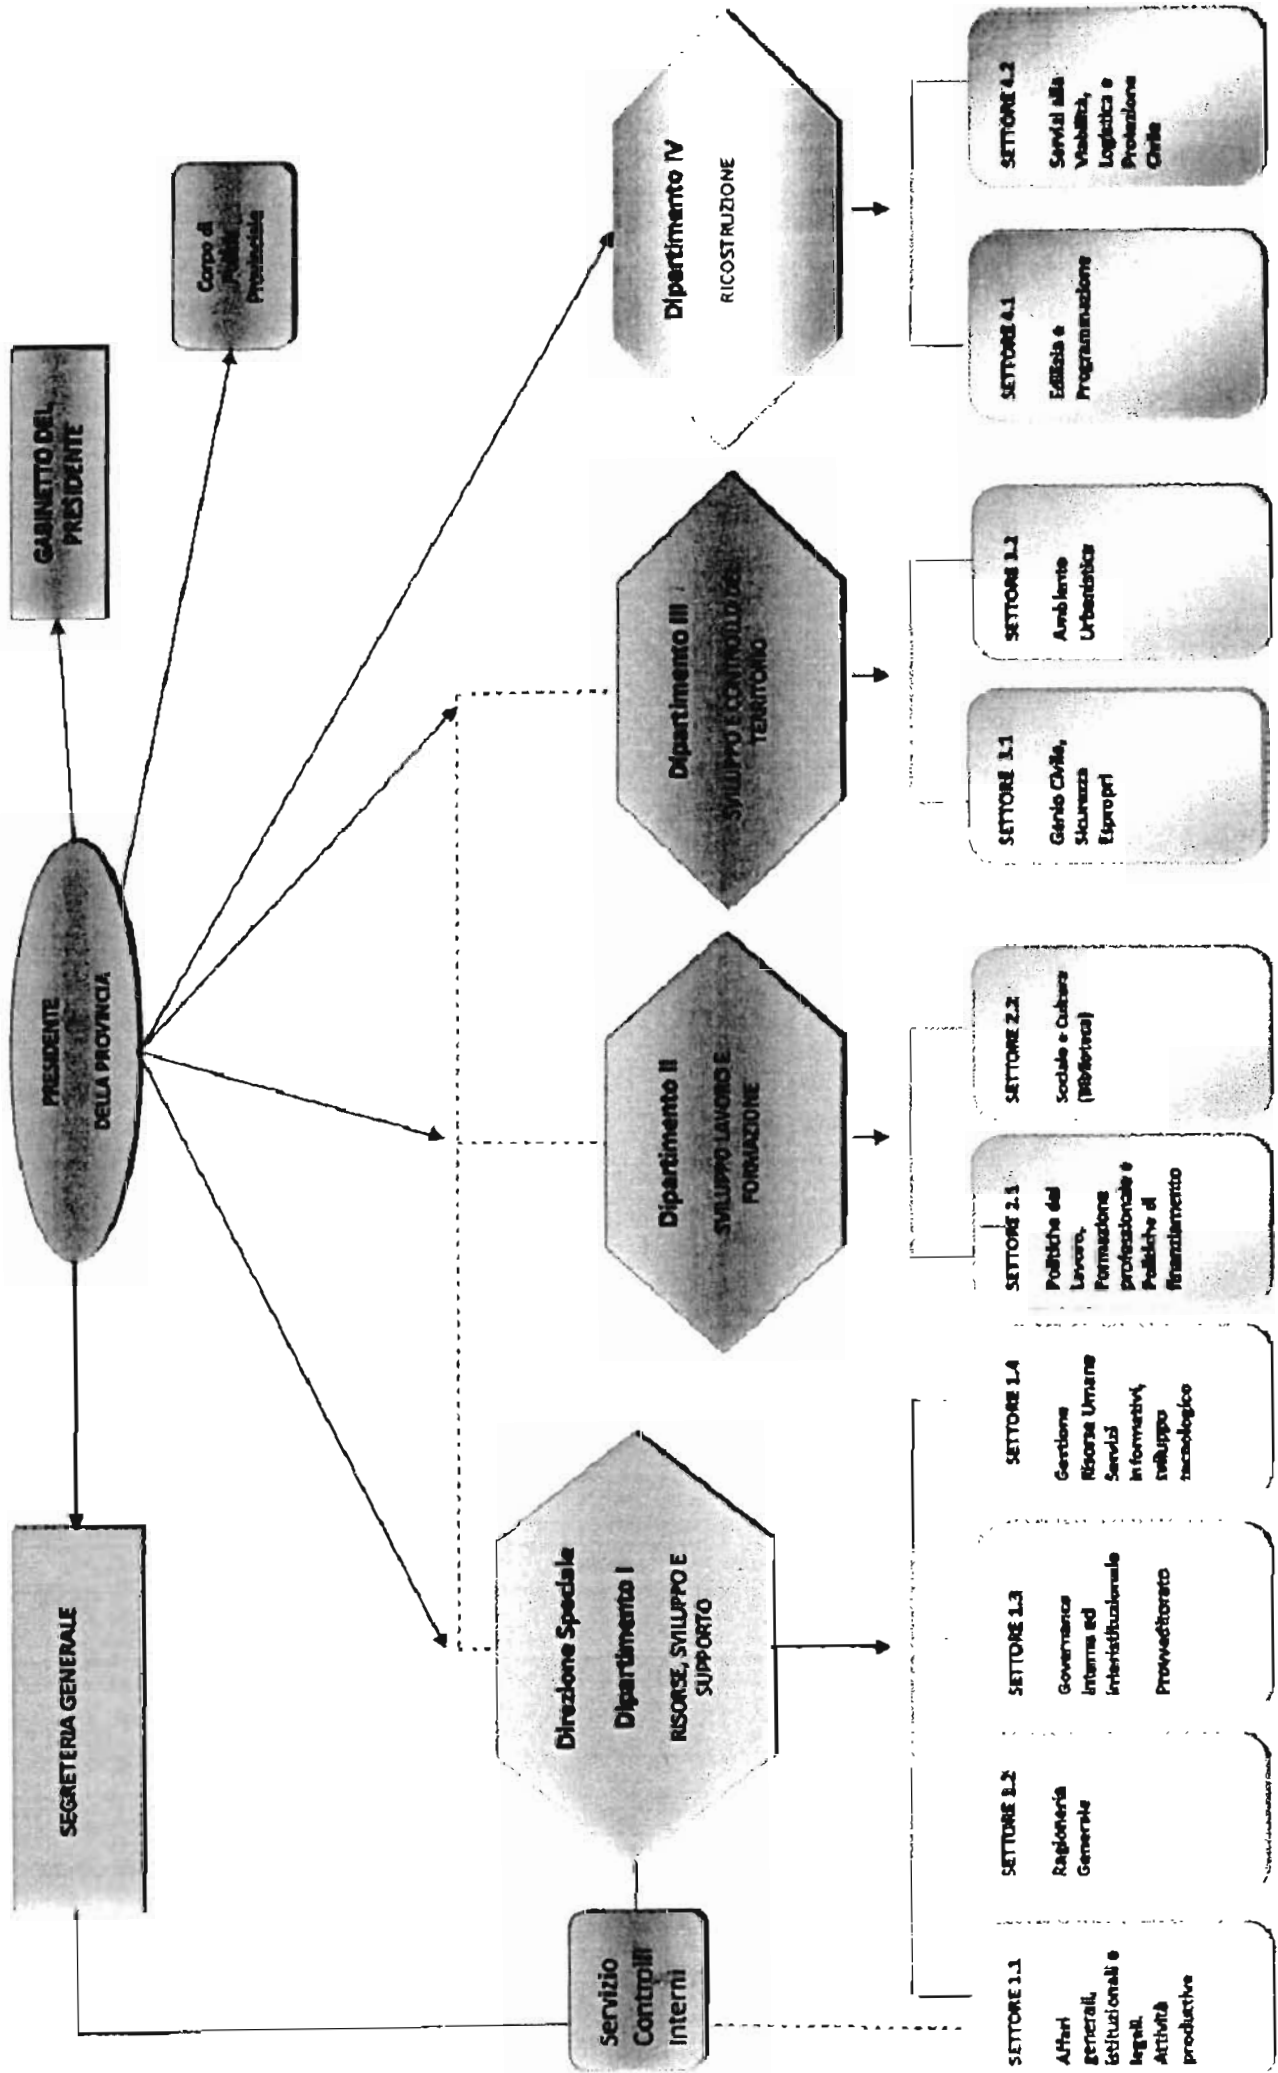 PRESIDENTE
DELLA PROVINCIA
SEGRETERIA GENERALE
GABINETTO DEL
PRESIDENTE
Corpo di
Polizia
Provinciale
Servizio
Controlli
Interni
Direzione Speciale
Dipartimento I
RISORSE, SVILUPPO E
SUPPORTO
Dipartimento II
SVILUPPO LAVORO E
FORMAZIONE
Dipartimento III
SVILUPPO E CONTROLLO DEL
TERRITORIO
Dipartimento IV
RICOSTRUZIONE
SETTORE 1.1
Affari
generali,
istituzionali e
legali.
Attività
produttive
SETTORE 1.2
Ragioneria
Generale
SETTORE 1.3
Governance
interna ed
interistituzionale
Provveditorato
SETTORE 1.4
Gestione
Risorse Umane
Servizi
informativi,
sviluppo
tecnologico
SETTORE 2.1
Politiche del
Lavoro,
Formazione
professionale e
Politiche di
finanziamento
SETTORE 2.2
Sociale e Cultura
(Biblioteca)
SETTORE 3.1
Genio Civile,
Sicurezza
Espropri
SETTORE 3.2
Ambiente
Urbanistica
SETTORE 4.1
Edilizia e
Programmazione
SETTORE 4.2
Servizi alla
Viabilità,
Logistica e
Protezione
Civile